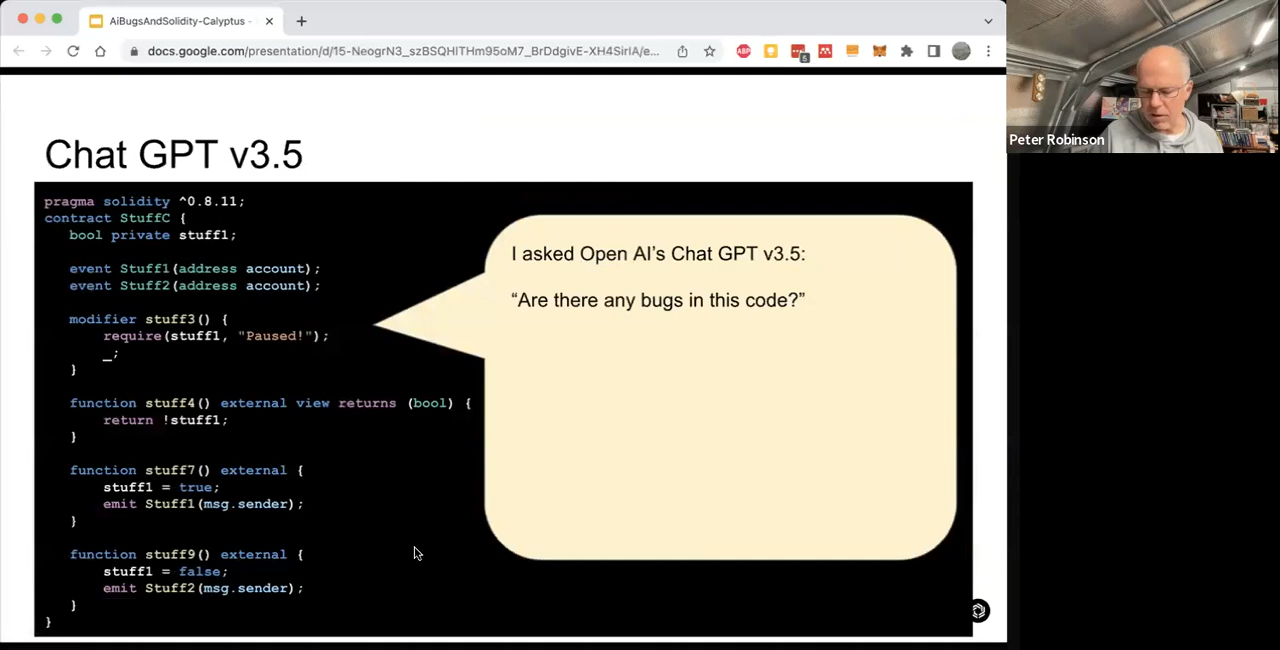 AiBugsAndSolidity-Calyptus -
docs.google.com/presentation/d/15-NeogrN3_szBSQHlTHm95oM7_BrDdgivE-XH4SirIA/e...
ABP
5
Peter Robinson
Chat GPT v3.5
pragma solidity ^0.8.11;
contract StuffC {
bool private stuff1;
event Stuff1(address account);
event Stuff2(address account);
modifier stuff3() {
require(stuff1, "Paused!");
_;
}
function stuff4() external view returns (bool) {
return !stuff1;
}
function stuff7() external {
stuff1 = true;
emit Stuff1(msg.sender);
}
function stuff9() external {
stuff1 = false;
emit Stuff2(msg.sender);
}
}
I asked Open AI’s Chat GPT v3.5:
“Are there any bugs in this code?”